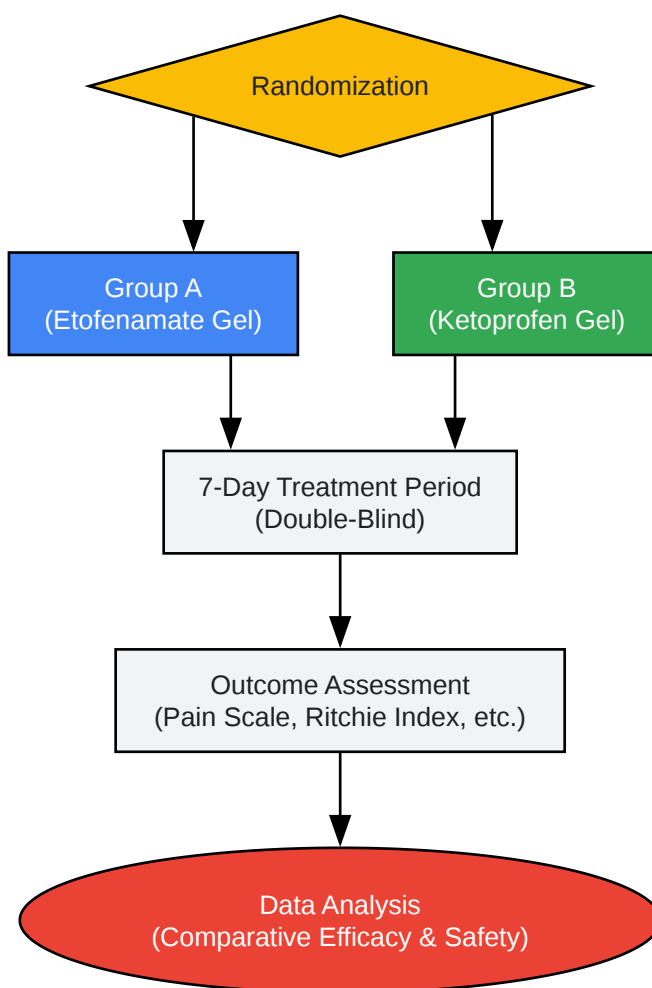 Randomization
Group A
(Etofenamate Gel)
Group B
(Ketoprofen Gel)
7-Day Treatment Period
(Double-Blind)
Outcome Assessment
(Pain Scale, Ritchie Index, etc.)
Data Analysis
(Comparative Efficacy & Safety)